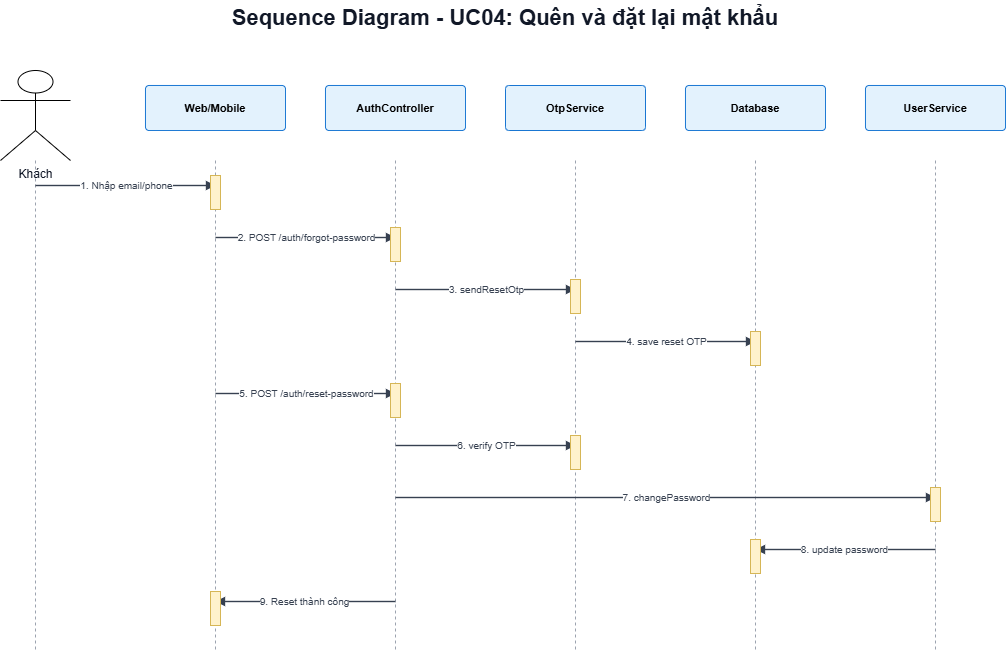 Sequence Diagram - UC04: Quên và đặt lại mật khẩu
Web/Mobile
AuthController
OtpService
Database
UserService
Khách
1. Nhập email/phone
2. POST /auth/forgot-password
3. sendResetOtp
4. save reset OTP
5. POST /auth/reset-password
6. verify OTP
7. changePassword
8. update password
9. Reset thành công